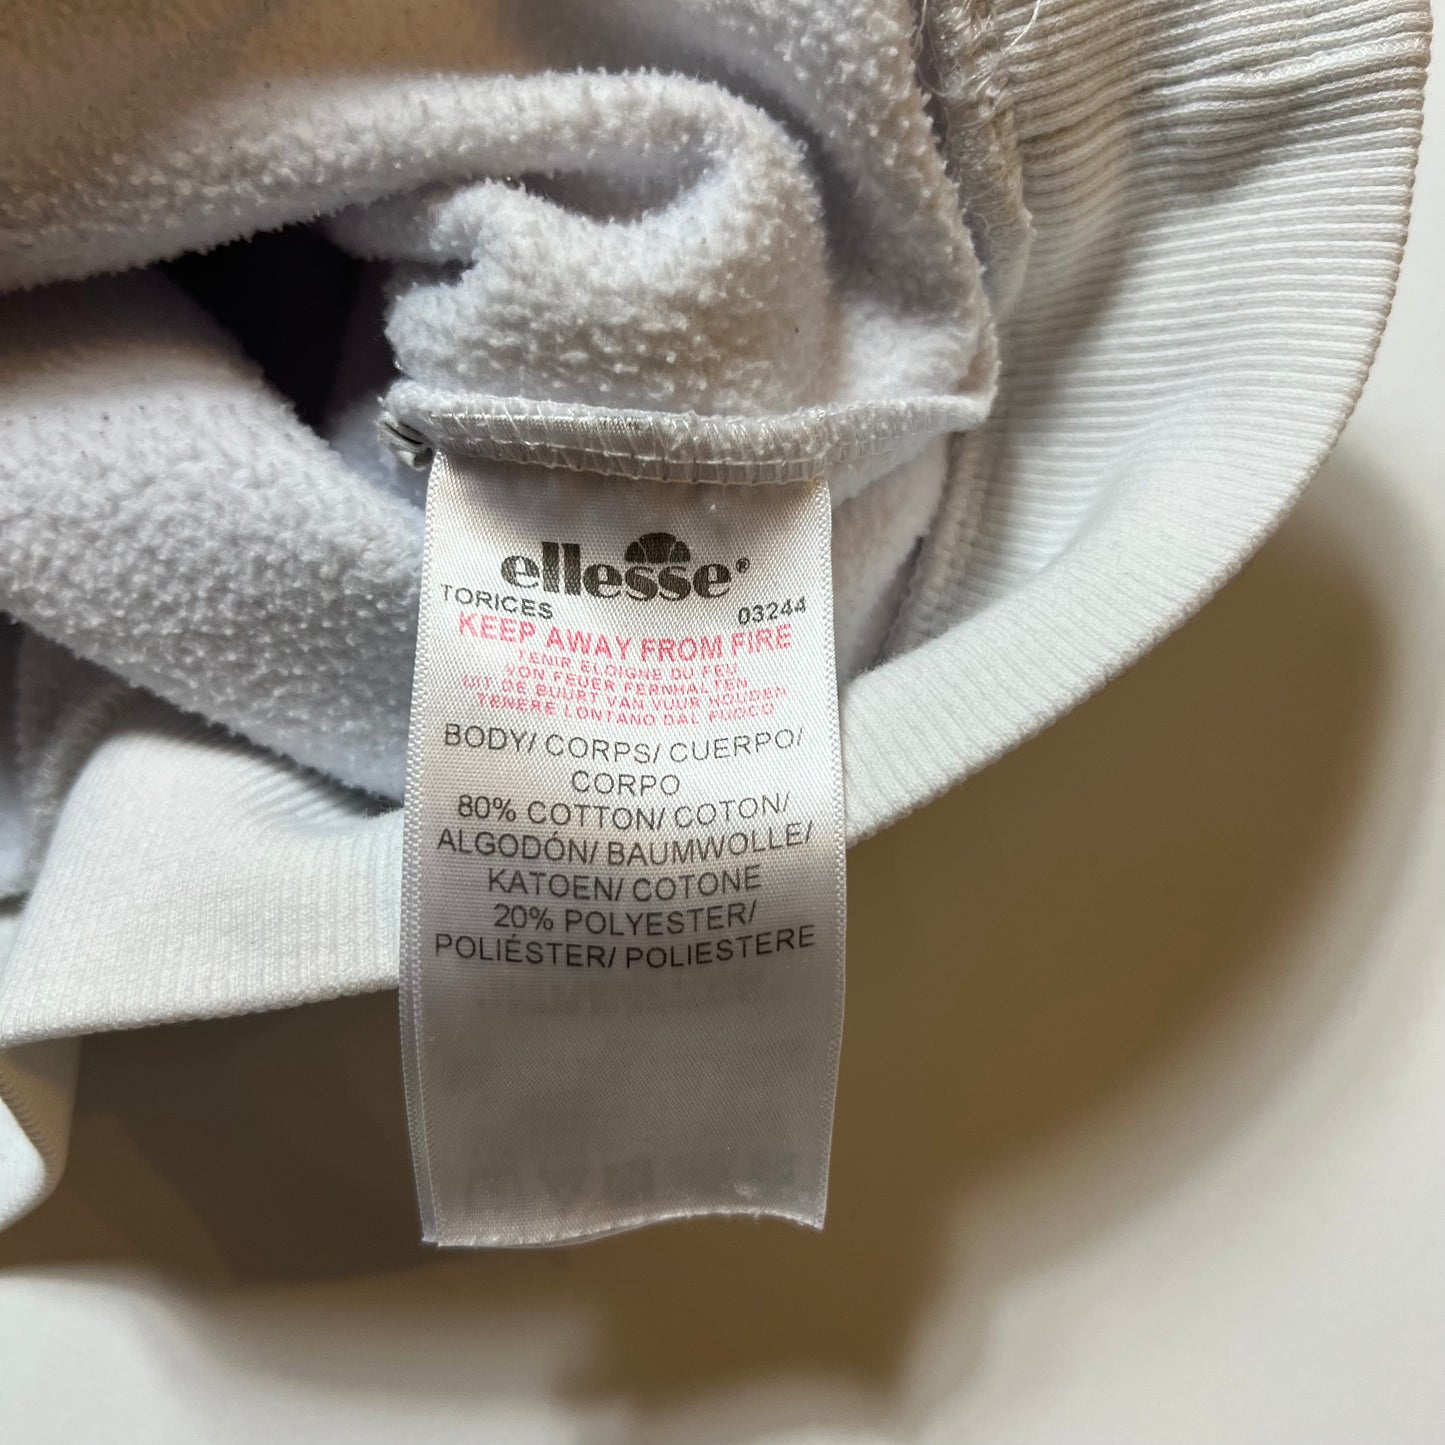 ellesse®
TORICES 03244
KEEP AWAY FROM FIRE
TENIR ELOIGNE DU FEU
VON FEUER FERNHALTEN
UIT DE BUURT VAN VUUR HOUDEN
TENERE LONTANO DAL FUOCO
BODY/ CORPS/ CUERPO/
CORPO
80% COTTON/ COTON/
ALGODÓN/ BAUMWOLLE/
KATOEN/ COTONE
20% POLYESTER/
POLIÉSTER/ POLIESTERE